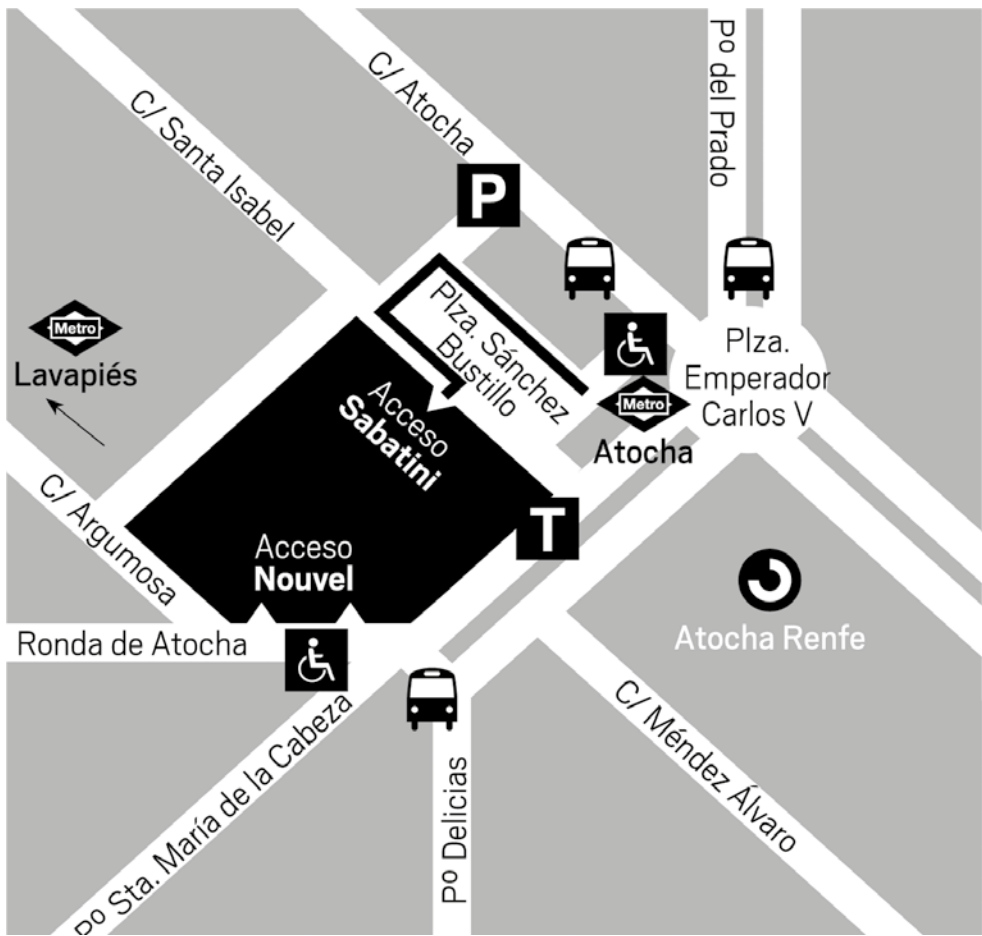 Pº del Prado
C/ Atocha
C/ Santa Isabel
P
Plza. Sánchez
Bustillo
Metro
Lavapiés
Plza.
Emperador
Carlos V
Metro
Atocha
Acceso
Sabatini
C/ Argumosa
T
Acceso
Nouvel
Atocha Renfe
Ronda de Atocha
Pº Sta. María de la Cabeza
Pº Delicias
C/ Méndez Álvaro